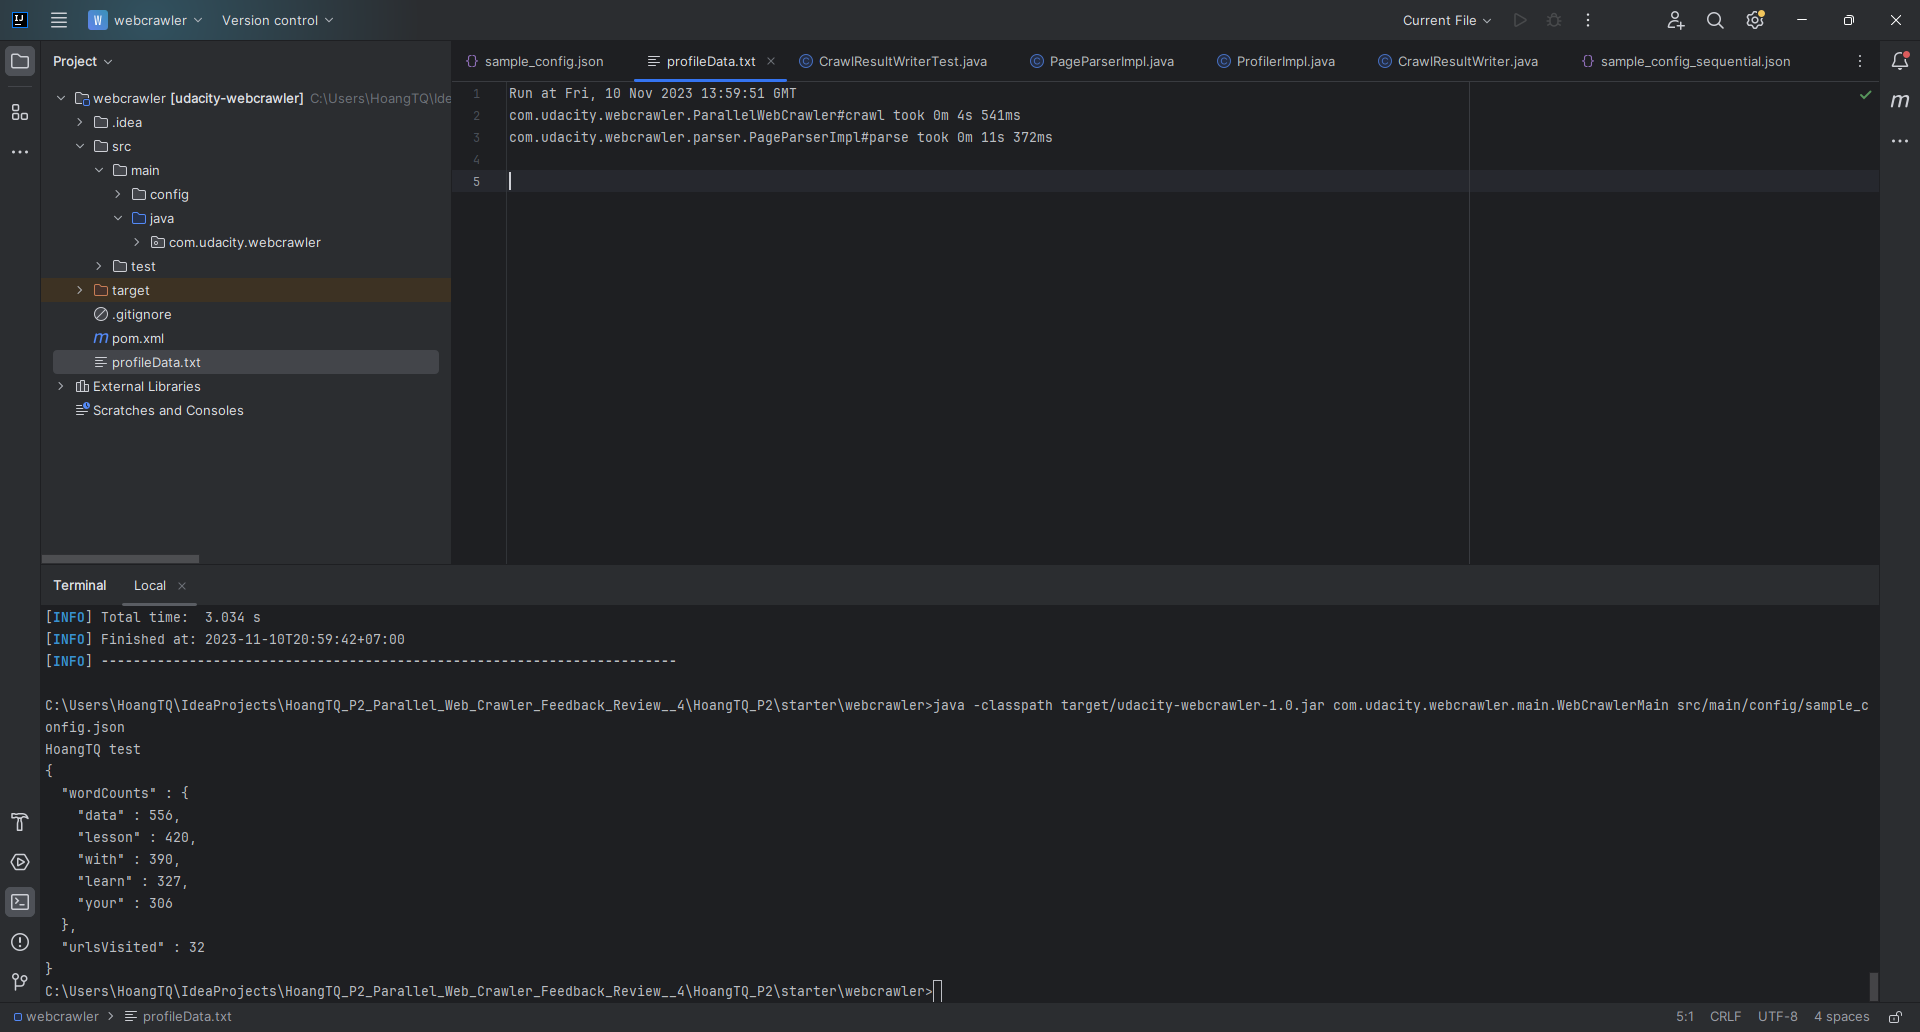 IJ
W webcrawler
Version control
Current File
Project
webcrawler [udacity-webcrawler] C:\Users\HoangTQ\Ide
.idea
src
main
config
java
com.udacity.webcrawler
test
target
.gitignore
m pom.xml
profileData.txt
External Libraries
Scratches and Consoles
{} sample_config.json
profileData.txt
C CrawlResultWriterTest.java
C PageParserImpl.java
C ProfilerImpl.java
C CrawlResultWriter.java
{} sample_config_sequential.json
m
1 Run at Fri, 10 Nov 2023 13:59:51 GMT
2 com.udacity.webcrawler.ParallelWebCrawler#crawl took 0m 4s 541ms
3 com.udacity.webcrawler.parser.PageParserImpl#parse took 0m 11s 372ms
4
5
Terminal
Local
[INFO] Total time:  3.034 s
[INFO] Finished at: 2023-11-10T20:59:42+07:00
[INFO] ------------------------------------------------------------------------
C:\Users\HoangTQ\IdeaProjects\HoangTQ_P2_Parallel_Web_Crawler_Feedback_Review__4\HoangTQ_P2\starter\webcrawler>java -classpath target/udacity-webcrawler-1.0.jar com.udacity.webcrawler.main.WebCrawlerMain src/main/config/sample_c
onfig.json
HoangTQ test
{
  "wordCounts" : {
    "data" : 556,
    "lesson" : 420,
    "with" : 390,
    "learn" : 327,
    "your" : 306
  },
  "urlsVisited" : 32
}
C:\Users\HoangTQ\IdeaProjects\HoangTQ_P2_Parallel_Web_Crawler_Feedback_Review__4\HoangTQ_P2\starter\webcrawler>
webcrawler > profileData.txt
5:1
CRLF
UTF-8
4 spaces